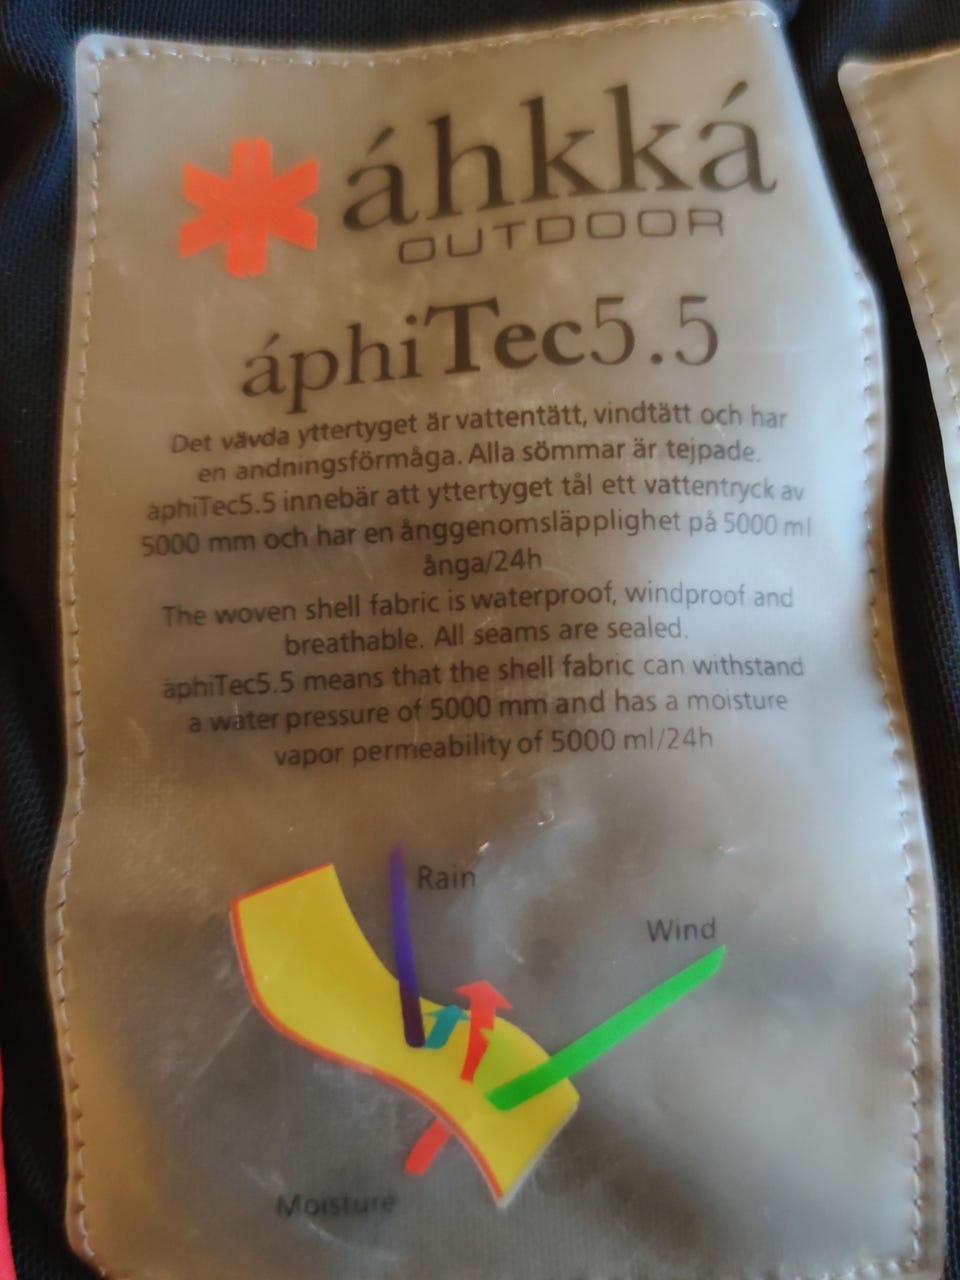 áhkká
OUTDOOR
áphiTec5.5
Det vävda yttertyget är vattentätt, vindtätt och har
en andningsförmåga. Alla sömmar är tejpade.
áphiTec5.5 innebär att yttertyget tål ett vattentryck av
5000 mm och har en ånggenomsläpplighet på 5000 ml
ånga/24h
The woven shell fabric is waterproof, windproof and
breathable. All seams are sealed.
áphiTec5.5 means that the shell fabric can withstand
a water pressure of 5000 mm and has a moisture
vapor permeability of 5000 ml/24h
Rain
Wind
Moisture